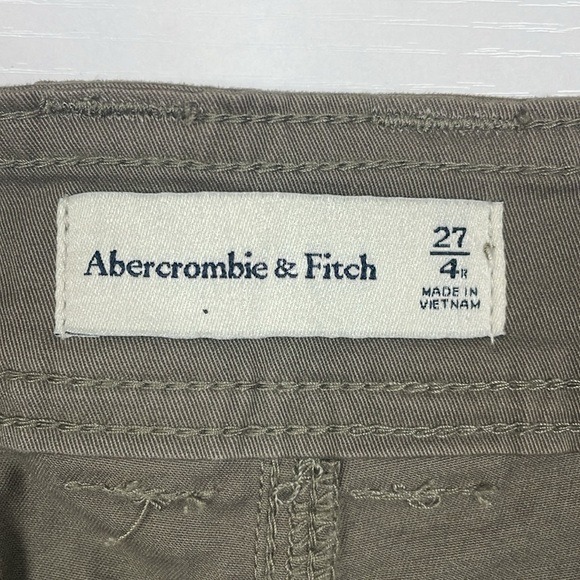 Abercrombie & Fitch
27
4R
MADE IN
VIETNAM